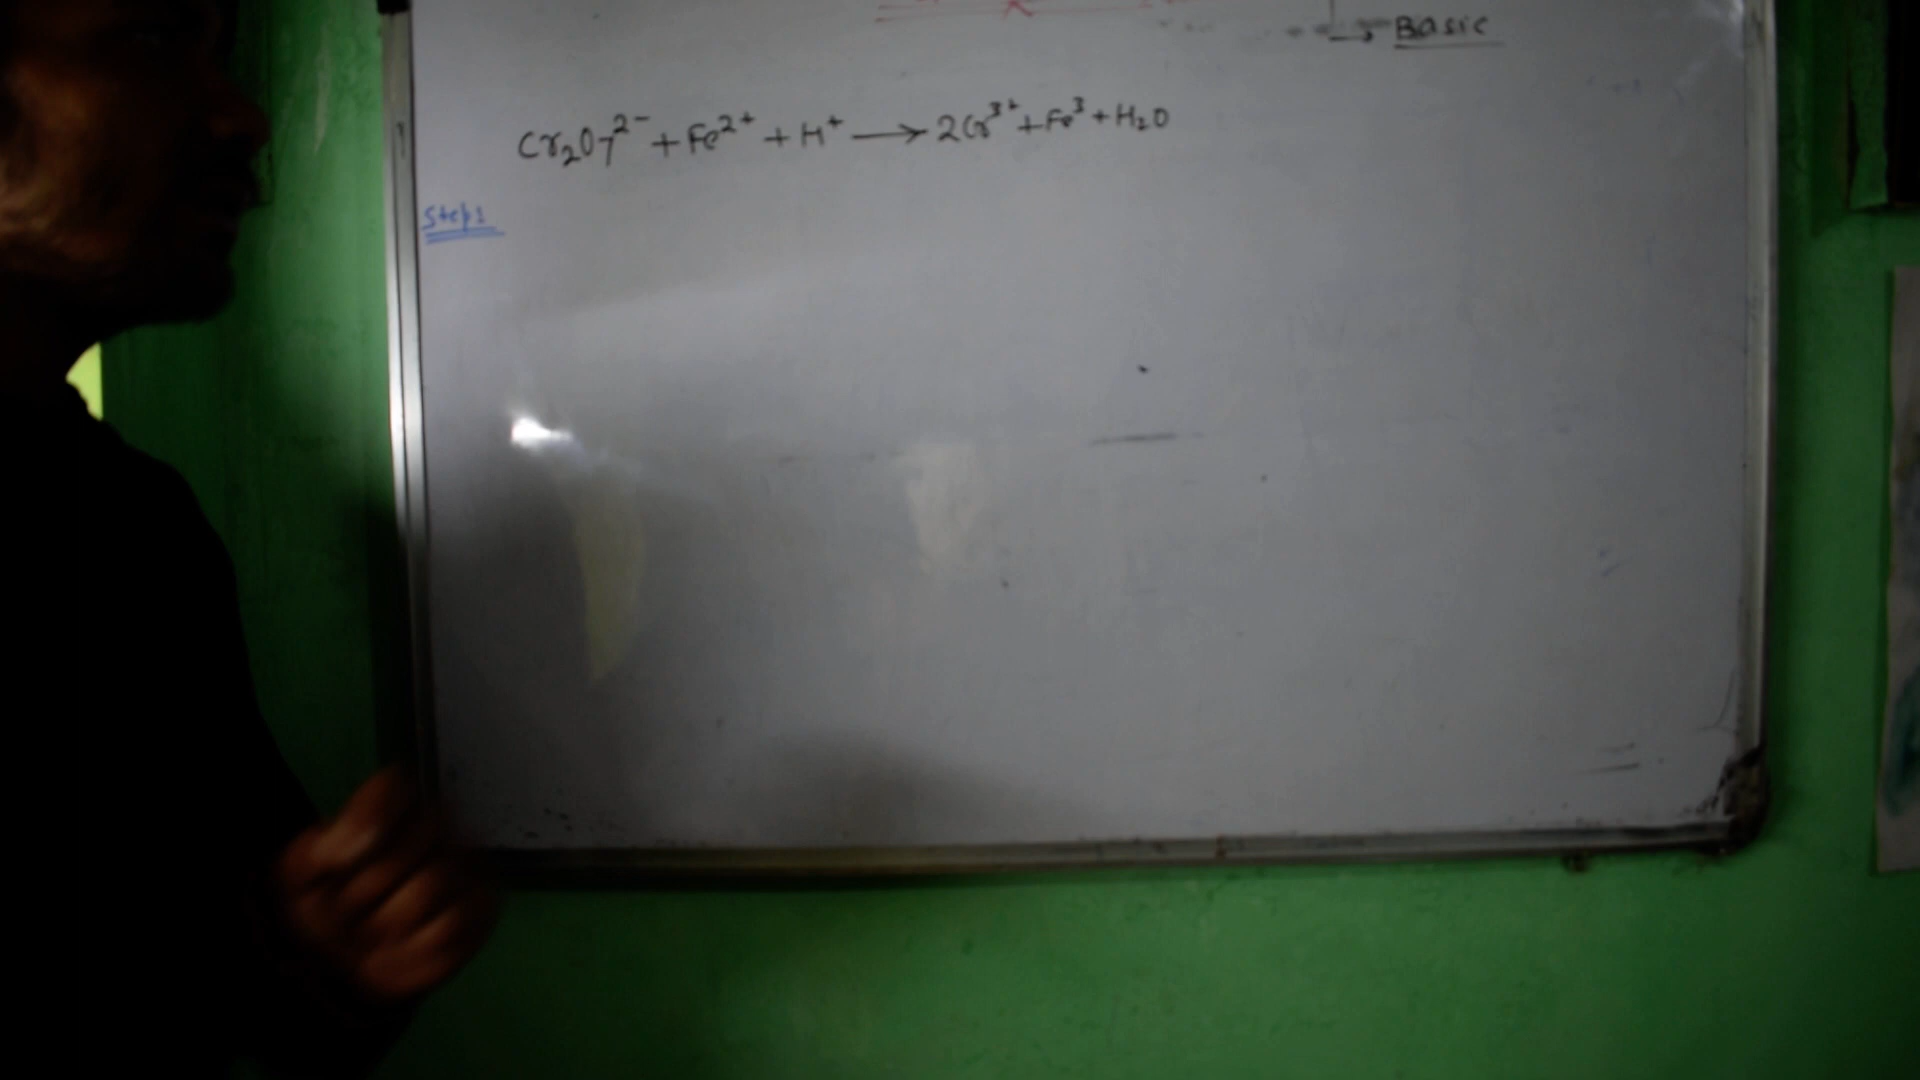 → Basic
Cr₂O₇²⁻ + Fe²⁺ + H⁺ ⟶ 2Cr³⁺ + Fe³ + H₂O
Step1